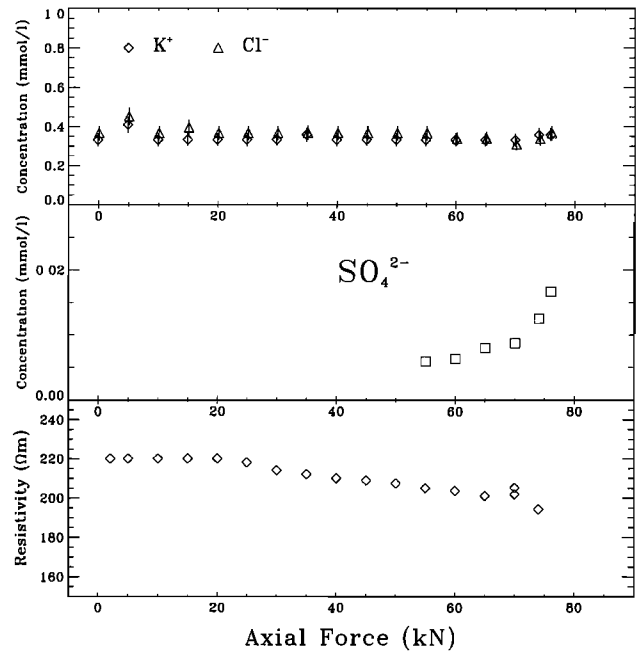 1
0.8
0.6
0.4
0.2
0.0
Concentration (mmol/l)
K⁺ Cl⁻
0 20 40 60 80
0 02
0.00
Concentration (mmol/l)
SO₄²⁻
0 20 40 60 80
240
220
200
180
160
Resistivity (Ωm)
0 20 40 60 80
Axial Force (kN)